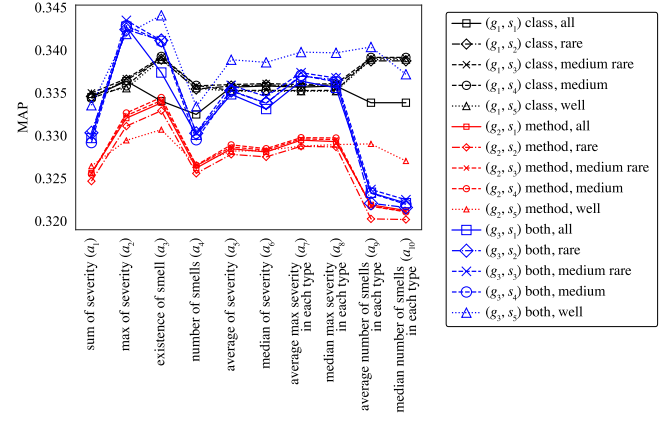 0.345
0.340
0.335
0.330
0.325
0.320
MAP
sum of severity (a1)
max of severity (a2)
existence of smell (a3)
number of smells (a4)
average of severity (a5)
median of severity (a6)
average max severity (a7)
in each type
median max severity (a8)
in each type
average number of smells (a9)
in each type
median number of smells (a10)
in each type
(g1, s1) class, all
(g1, s2) class, rare
(g1, s3) class, medium rare
(g1, s4) class, medium
(g1, s5) class, well
(g2, s1) method, all
(g2, s2) method, rare
(g2, s3) method, medium rare
(g2, s4) method, medium
(g2, s5) method, well
(g3, s1) both, all
(g3, s2) both, rare
(g3, s3) both, medium rare
(g3, s4) both, medium
(g3, s5) both, well